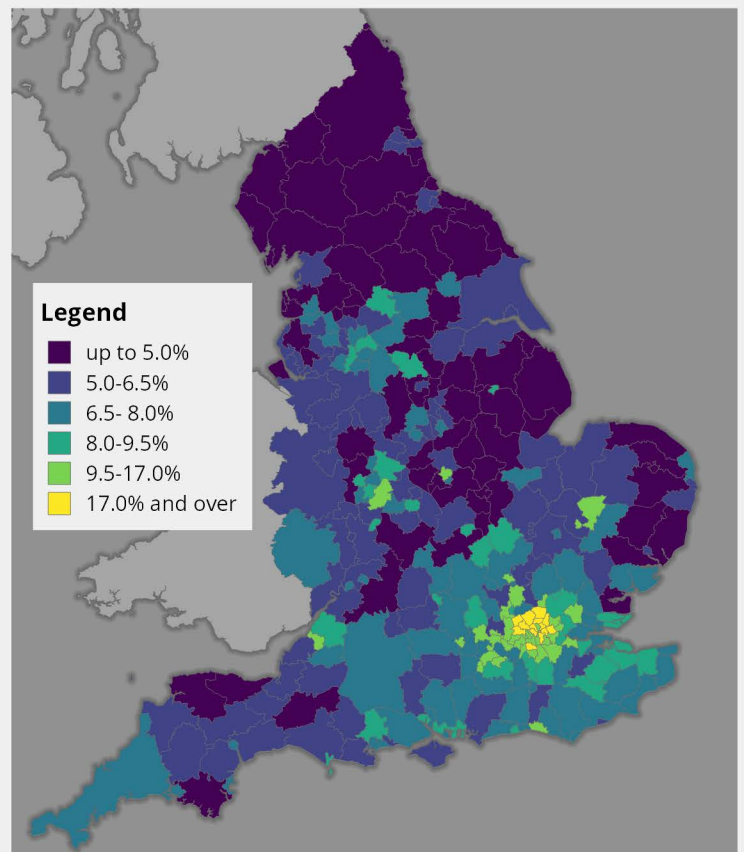 Legend
up to 5.0%
5.0-6.5%
6.5- 8.0%
8.0-9.5%
9.5-17.0%
17.0% and over